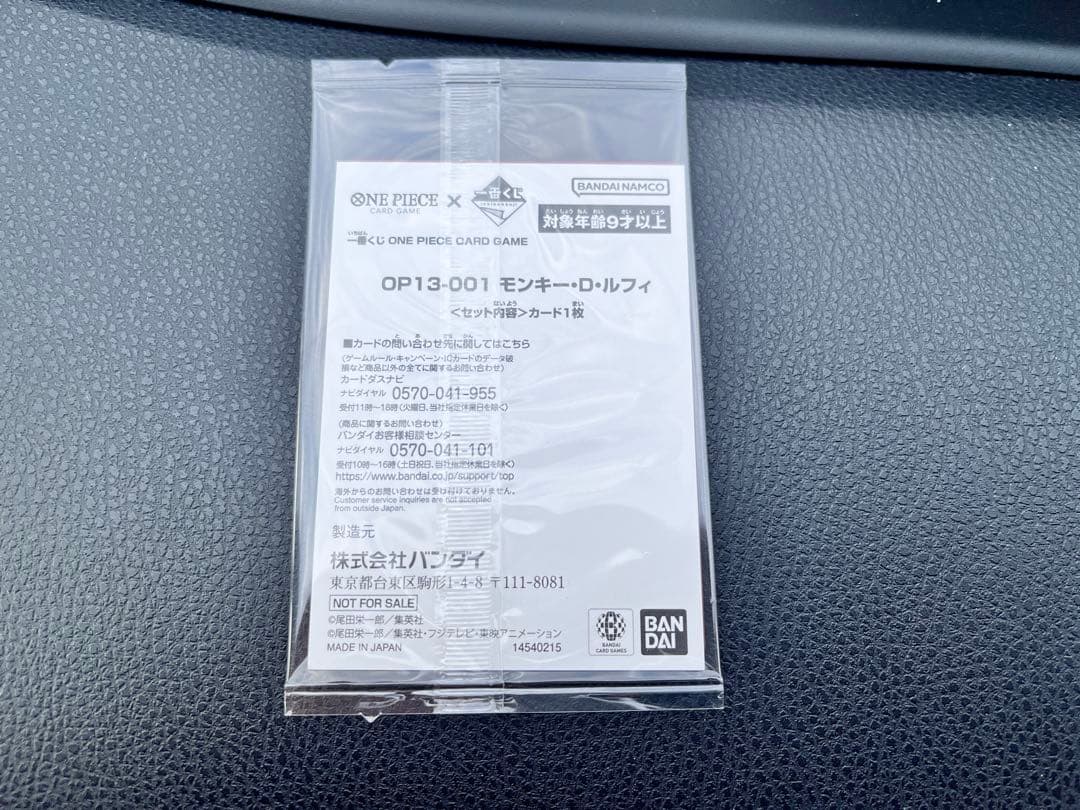 ONE PIECE CARD GAME × 一番くじ
BANDAI NAMCO
対象年齢9才以上
一番くじ ONE PIECE CARD GAME
OP13-001 モンキー・D・ルフィ
<セット内容>カード1枚
■カードの問い合わせ先に関してはこちら
(ゲームルール・キャンペーン・ICカードのデータ破
損など商品以外の全てに関するお問い合わせ)
カードダスナビ
ナビダイヤル 0570-041-955
受付11時~16時(火曜日、当社指定休業日を除く)
(商品に関するお問い合わせ)
バンダイお客様相談センター
ナビダイヤル 0570-041-101
受付10時~16時(土日祝日、当社指定休業日を除く)
https://www.bandai.co.jp/support/top
海外からのお問い合わせは受け付けておりません。
Customer service inquiries are not accepted
from outside Japan.
製造元
株式会社バンダイ
東京都台東区駒形1-4-8 〒111-8081
NOT FOR SALE
©尾田栄一郎/集英社
©尾田栄一郎/集英社・フジテレビ・東映アニメーション
MADE IN JAPAN 14540215
BANDAI
CARD GAMES
BAN
DAI